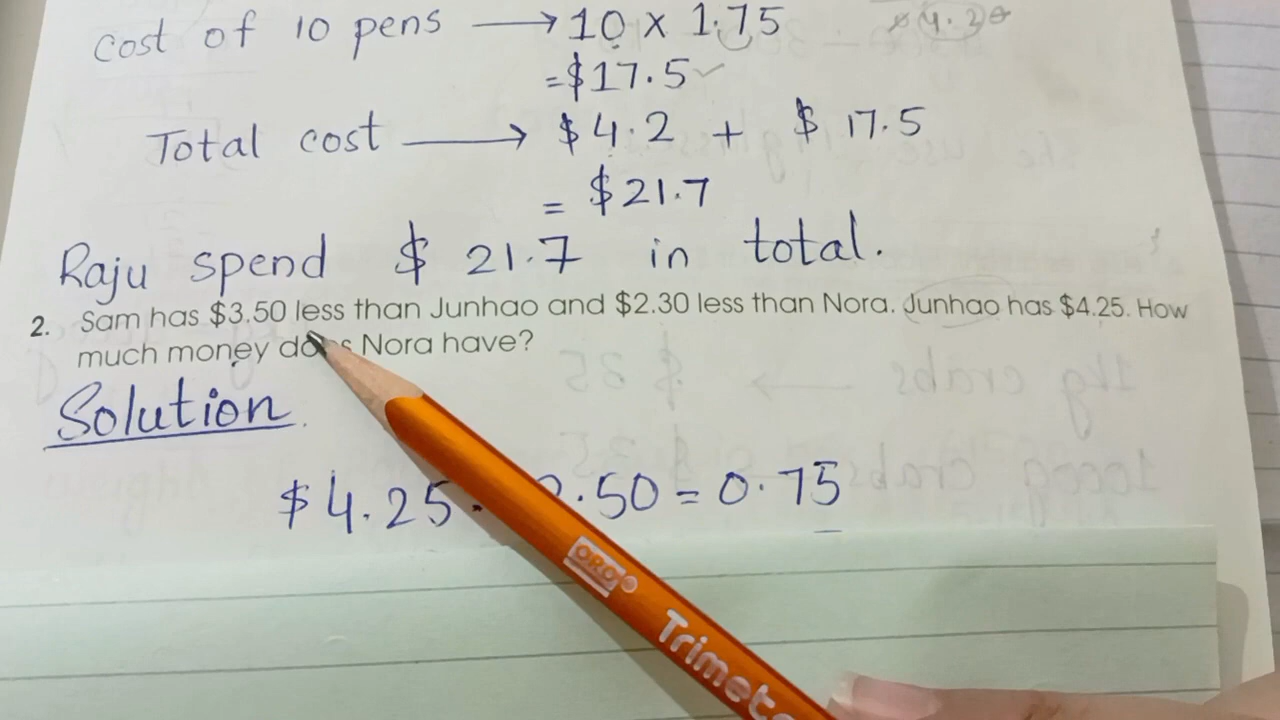 cost of 10 pens → 10 x 1.75
= $17.5 ✓
Total cost → $4.2 + $17.5
= $21.7
Raju spend $ 21.7 in total.
2. Sam has $3.50 less than Junhao and $2.30 less than Nora. Junhao has $4.25. How
much money does Nora have?
Solution
$4.25 .50 = 0.75
ORO
Trimeta